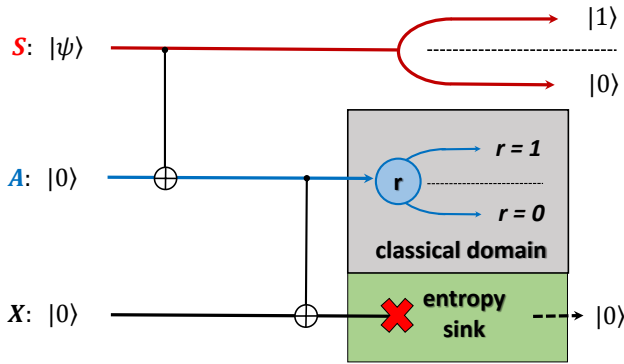 |1⟩
S: |ψ⟩
|0⟩
r = 1
A: |0⟩
r
r = 0
classical domain
X: |0⟩
entropy
sink
|0⟩